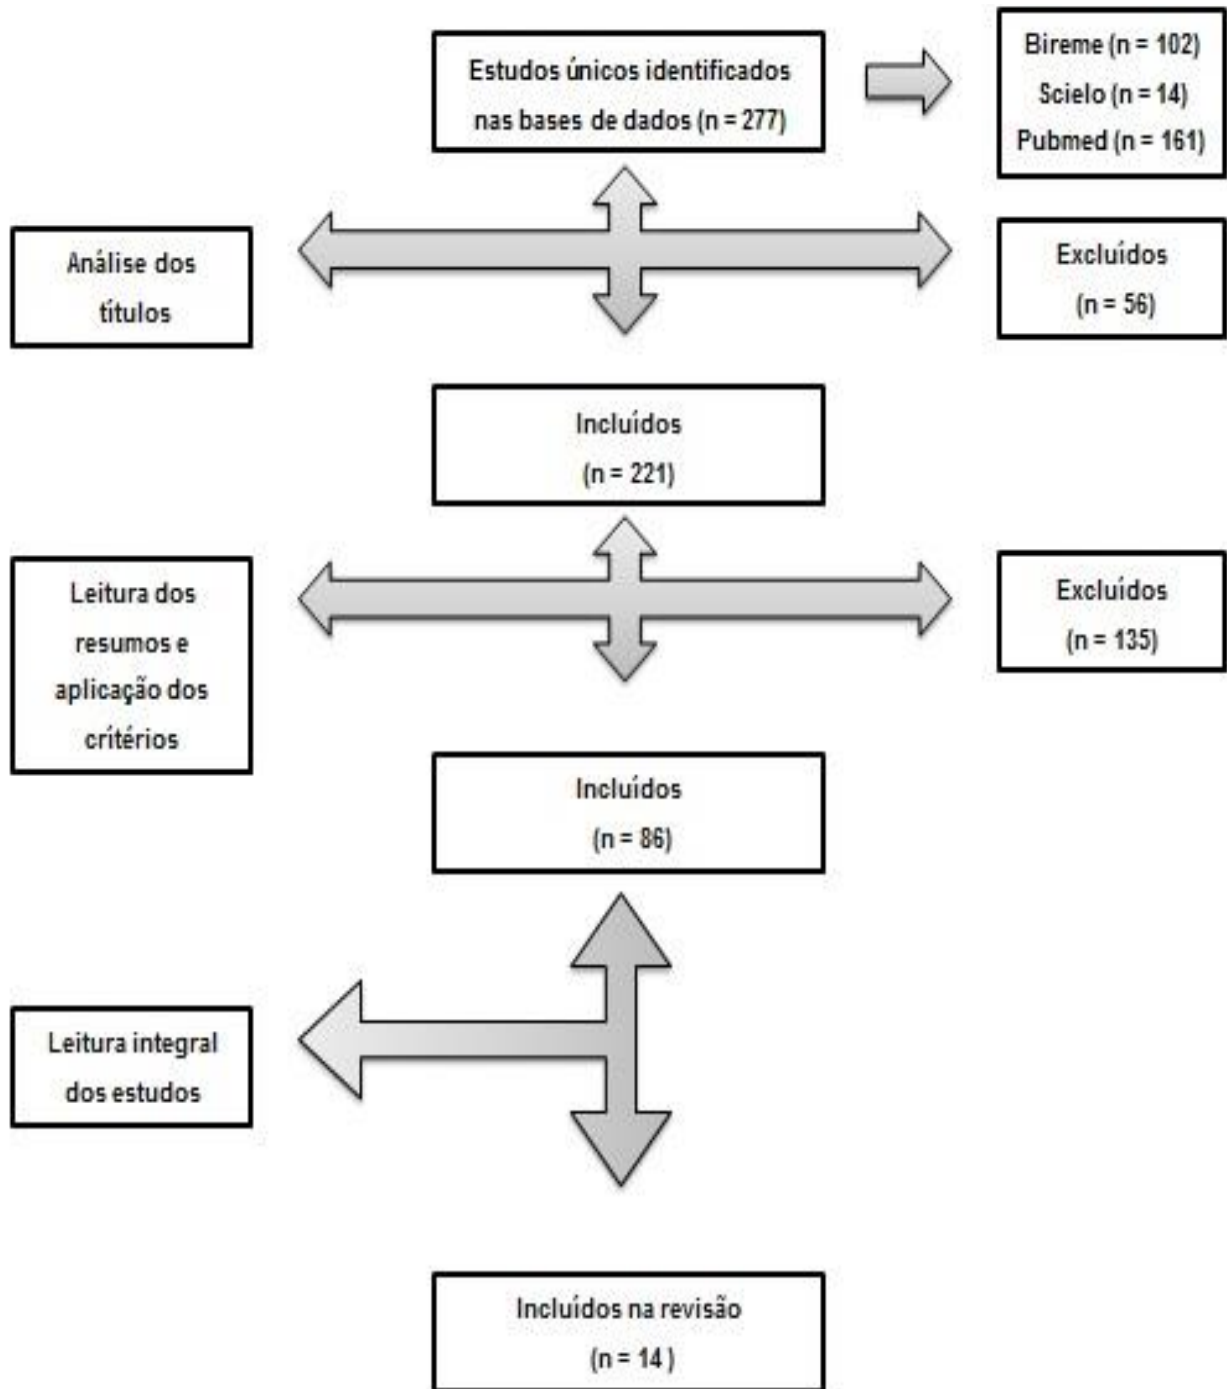 Estudos únicos identificados
nas bases de dados (n = 277)
Bireme (n = 102)
Scielo (n = 14)
Pubmed (n = 161)
Análise dos
títulos
Excluídos
(n = 56)
Incluídos
(n = 221)
Leitura dos
resumos e
aplicação dos
critérios
Excluídos
(n = 135)
Incluídos
(n = 86)
Leitura integral
dos estudos
Incluídos na revisão
(n = 14 )